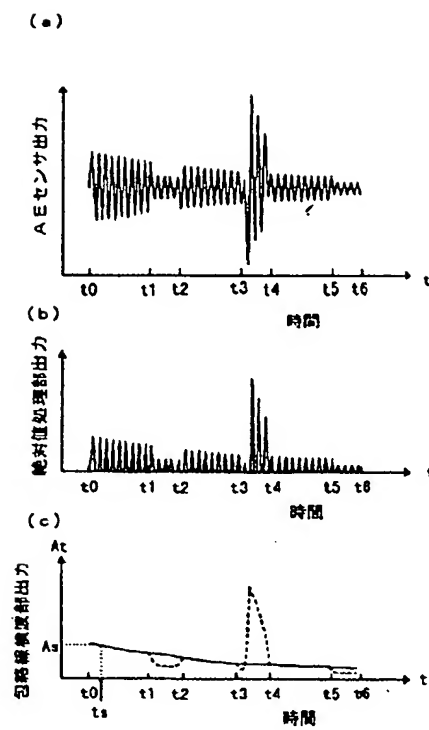 (a)
AEセンサ出力
t0 t1 t2 t3 t4 t5 t6 t
時間
(b)
絶対値処理部出力
t0 t1 t2 t3 t4 t5 t6 t
時間
(c)
At
包絡線検波部出力
As
t0 t1 t2 t3 t4 t5 t6 t
ts
時間